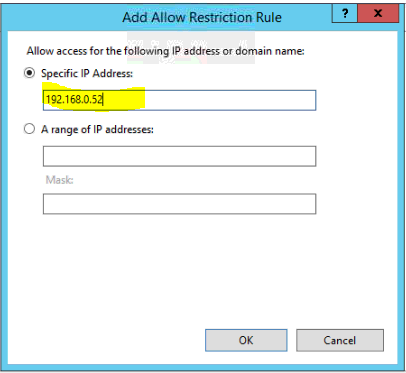 Add Allow Restriction Rule
? x
Allow access for the following IP address or domain name:
Specific IP Address:
192.168.0.52
A range of IP addresses:
Mask:
OK Cancel